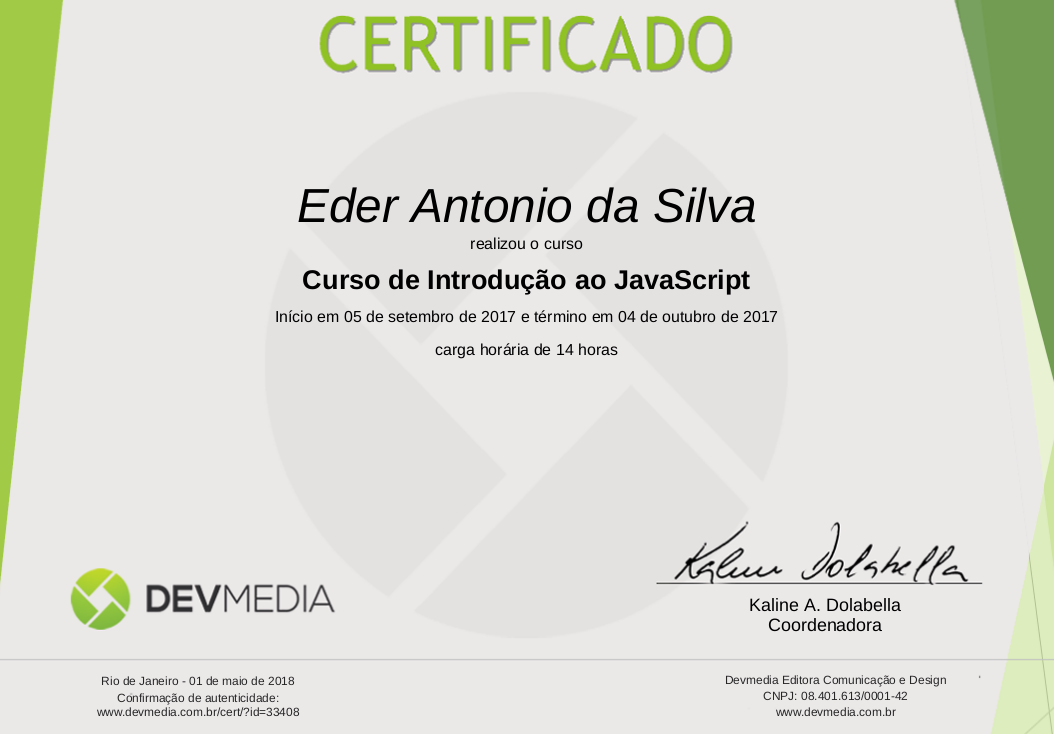 CERTIFICADO
Eder Antonio da Silva
realizou o curso
Curso de Introdução ao JavaScript
Início em 05 de setembro de 2017 e término em 04 de outubro de 2017
carga horária de 14 horas
Kaline Dolabella
DEVMEDIA
Kaline A. Dolabella
Coordenadora
Rio de Janeiro - 01 de maio de 2018
Confirmação de autenticidade:
www.devmedia.com.br/cert/?id=33408
Devmedia Editora Comunicação e Design
CNPJ: 08.401.613/0001-42
www.devmedia.com.br